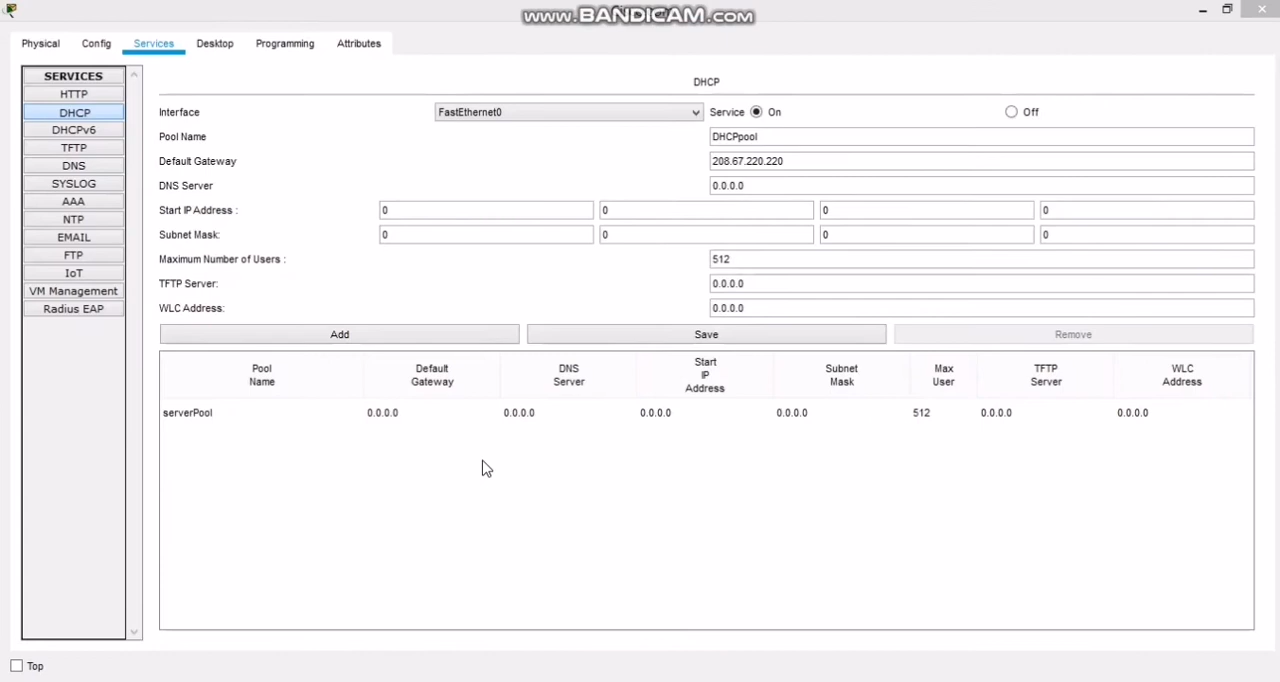 www.BANDICAM.com
Physical Config Services Desktop Programming Attributes
SERVICES
HTTP
DHCP
DHCPv6
TFTP
DNS
SYSLOG
AAA
NTP
EMAIL
FTP
IoT
VM Management
Radius EAP
DHCP
Interface FastEthernet0 Service On Off
Pool Name DHCPpool
Default Gateway 208.67.220.220
DNS Server 0.0.0.0
Start IP Address : 0 0 0 0
Subnet Mask: 0 0 0 0
Maximum Number of Users : 512
TFTP Server: 0.0.0.0
WLC Address: 0.0.0.0
Add Save Remove
Pool Name Default Gateway DNS Server Start IP Address Subnet Mask Max User TFTP Server WLC Address
serverPool 0.0.0.0 0.0.0.0 0.0.0.0 0.0.0.0 512 0.0.0.0 0.0.0.0
Top